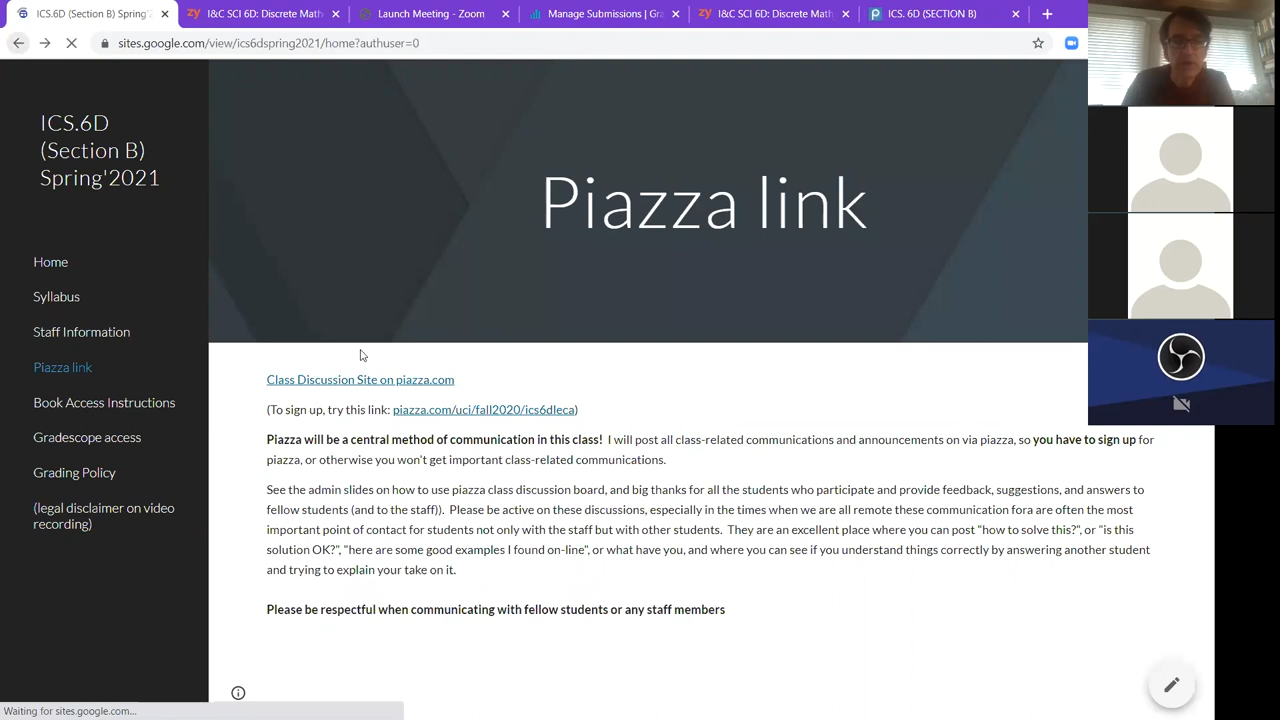 ICS.6D (Section B) Spring'
I&C SCI 6D: Discrete Math
Launch Meeting - Zoom
Manage Submissions | Gra
I&C SCI 6D: Discrete Math
ICS. 6D (SECTION B)
sites.google.com/view/ics6dspring2021/home?authuser=0
ICS.6D
(Section B)
Spring'2021
Home
Syllabus
Staff Information
Piazza link
Book Access Instructions
Gradescope access
Grading Policy
(legal disclaimer on video
recording)
Piazza link
Class Discussion Site on piazza.com
(To sign up, try this link: piazza.com/uci/fall2020/ics6dleca)
Piazza will be a central method of communication in this class! I will post all class-related communications and announcements on via piazza, so you have to sign up for
piazza, or otherwise you won't get important class-related communications.
See the admin slides on how to use piazza class discussion board, and big thanks for all the students who participate and provide feedback, suggestions, and answers to
fellow students (and to the staff)). Please be active on these discussions, especially in the times when we are all remote these communication fora are often the most
important point of contact for students not only with the staff but with other students. They are an excellent place where you can post "how to solve this?", or "is this
solution OK?", "here are some good examples I found on-line", or what have you, and where you can see if you understand things correctly by answering another student
and trying to explain your take on it.
Please be respectful when communicating with fellow students or any staff members
Waiting for sites.google.com...